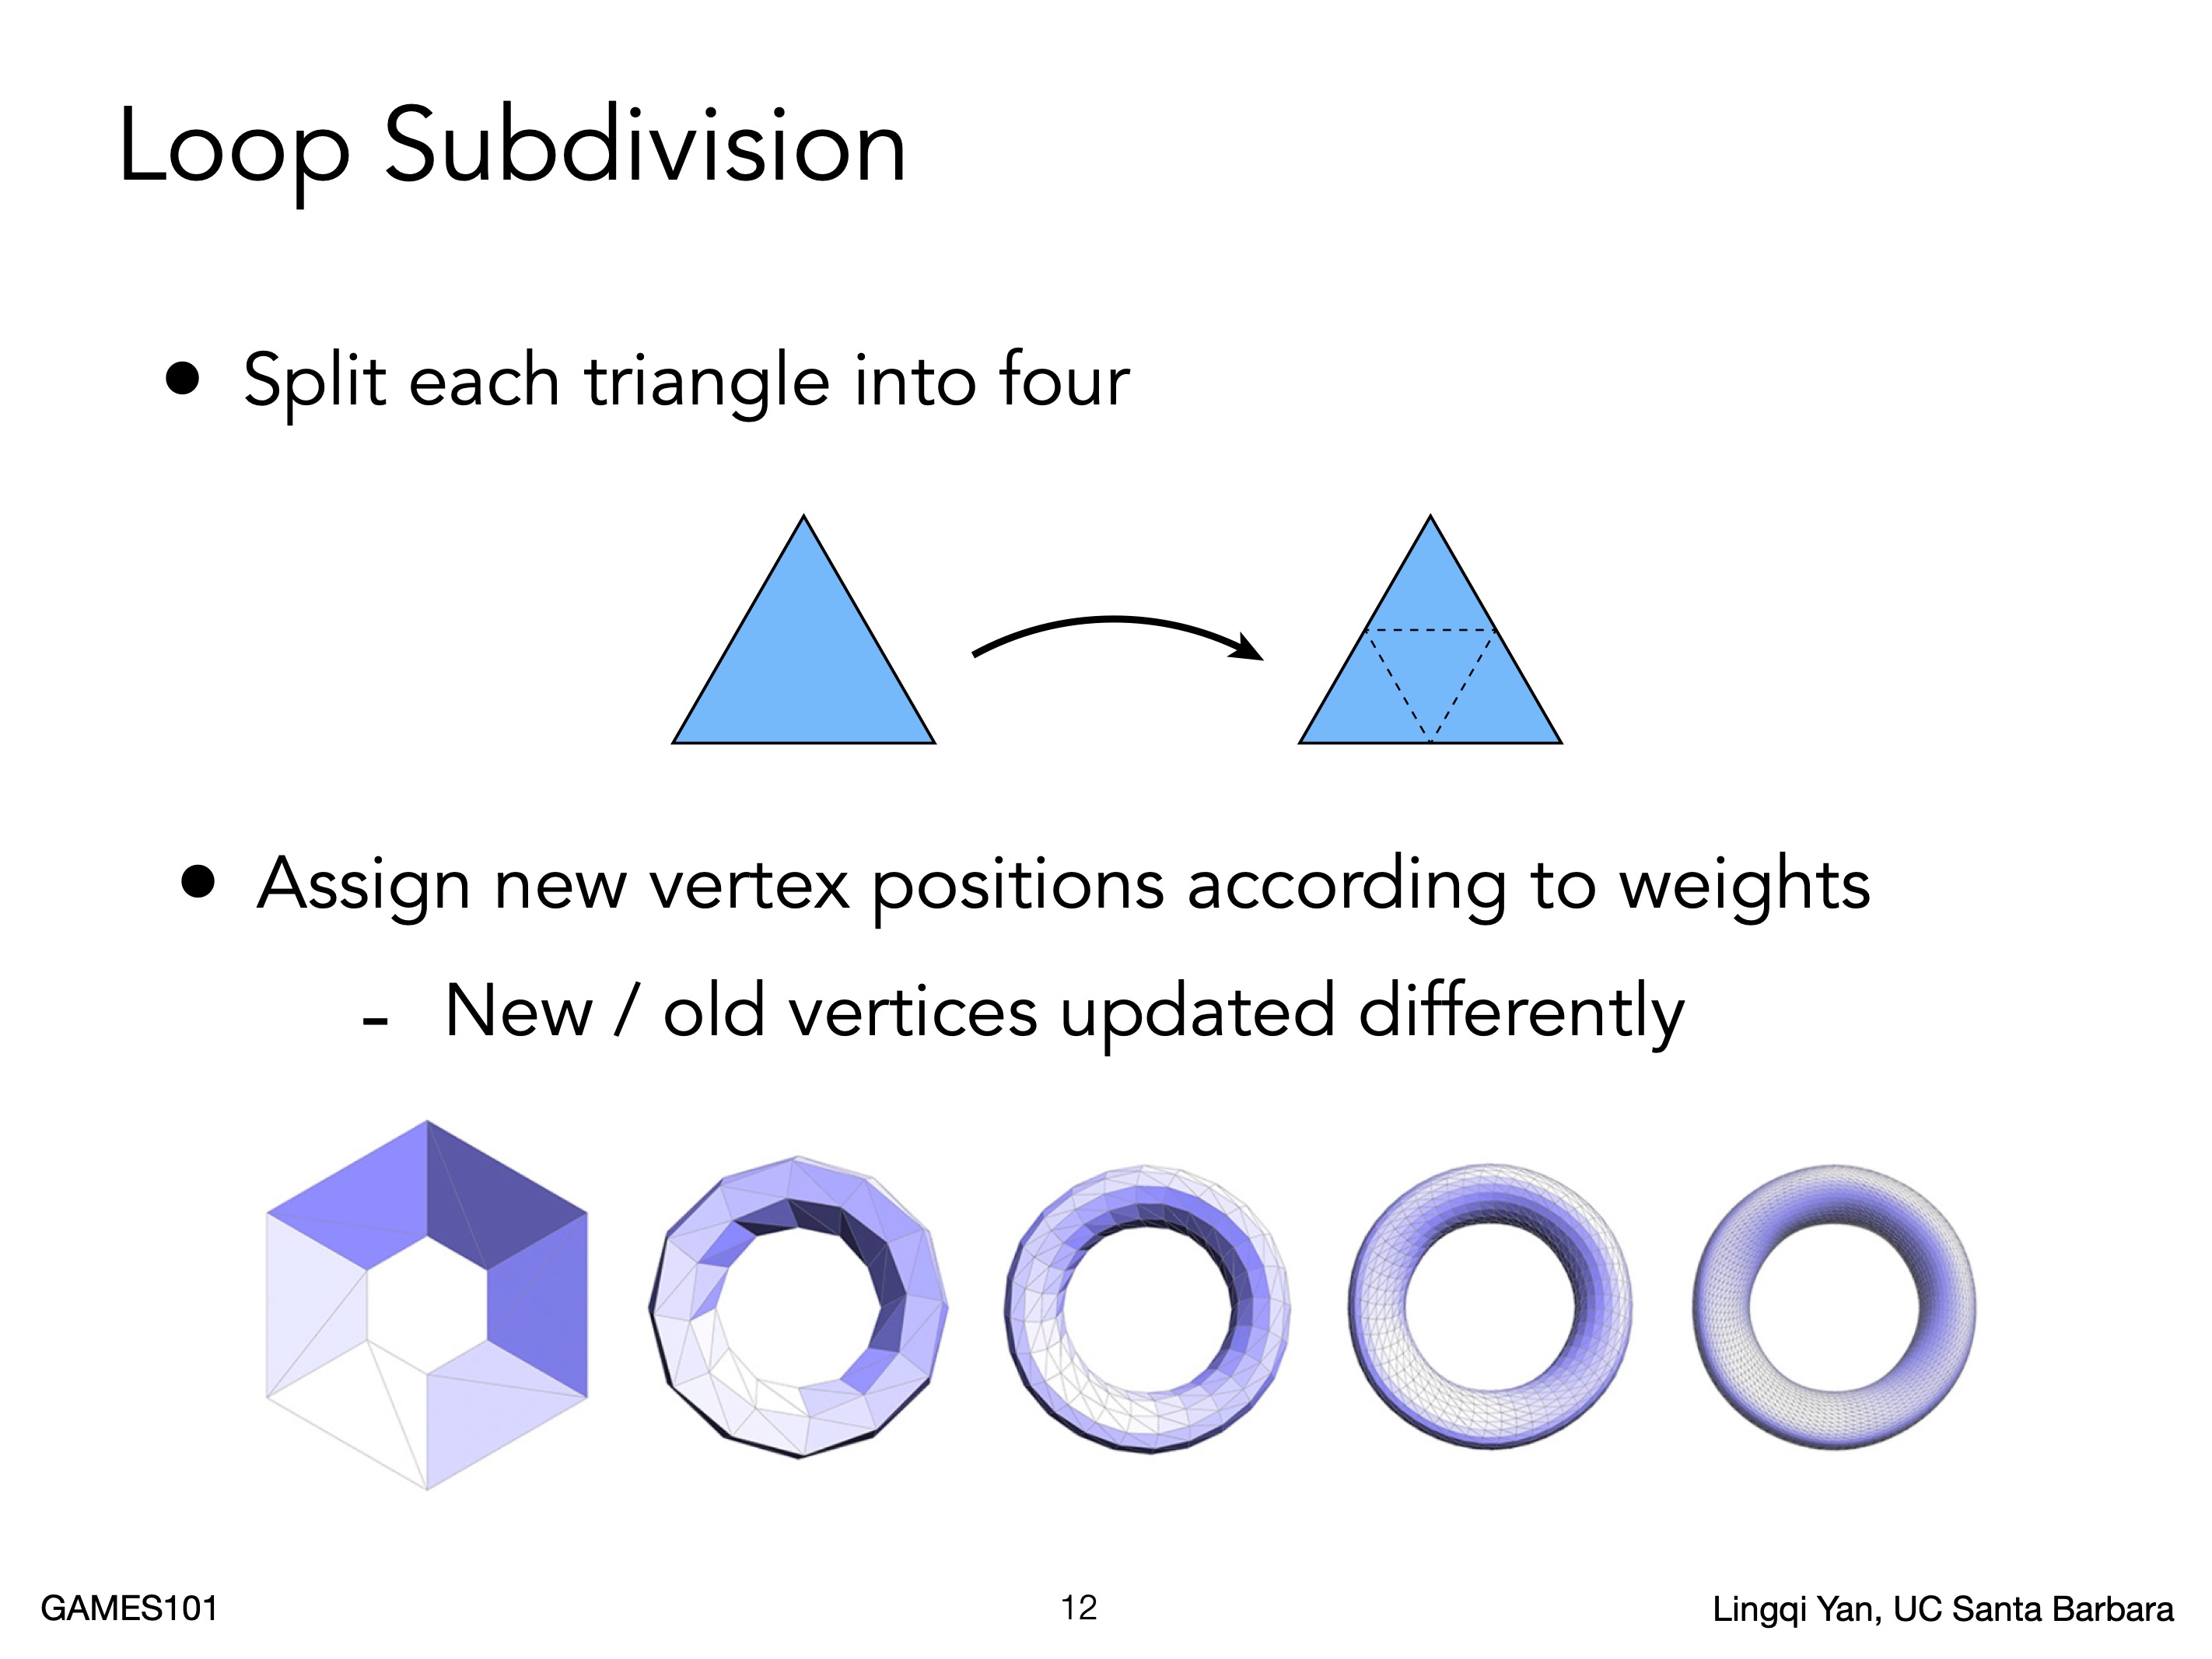 Loop Subdivision
• Split each triangle into four
• Assign new vertex positions according to weights
- New / old vertices updated differently
GAMES101
12
Lingqi Yan, UC Santa Barbara